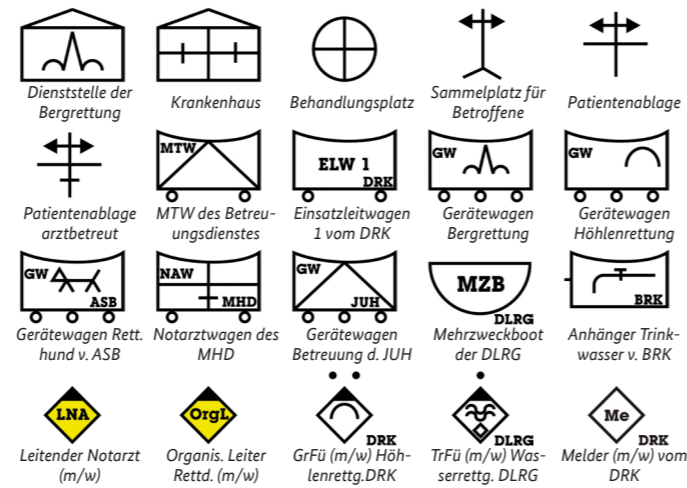 Dienststelle der
Bergrettung
Krankenhaus
Behandlungsplatz
Sammelplatz für
Betroffene
Patientenablage
Patientenablage
arztbetreut
MTW
MTW des Betreu-
ungsdienstes
ELW 1
DRK
Einsatzleitwagen
1 vom DRK
GW
Gerätewagen
Bergrettung
GW
Gerätewagen
Höhlenrettung
GW
ASB
Gerätewagen Rett.
hund v. ASB
NAW
MHD
Notarztwagen des
MHD
GW
JUH
Gerätewagen
Betreuung d. JUH
MZB
DLRG
Mehrzweckboot
der DLRG
BRK
Anhänger Trink-
wasser v. BRK
LNA
Leitender Notarzt
(m/w)
OrgL
Organis. Leiter
Rettd. (m/w)
DRK
GrFü (m/w) Höh-
lenrettg.DRK
DLRG
TrFü (m/w) Was-
serrettg. DLRG
Me
DRK
Melder (m/w) vom
DRK